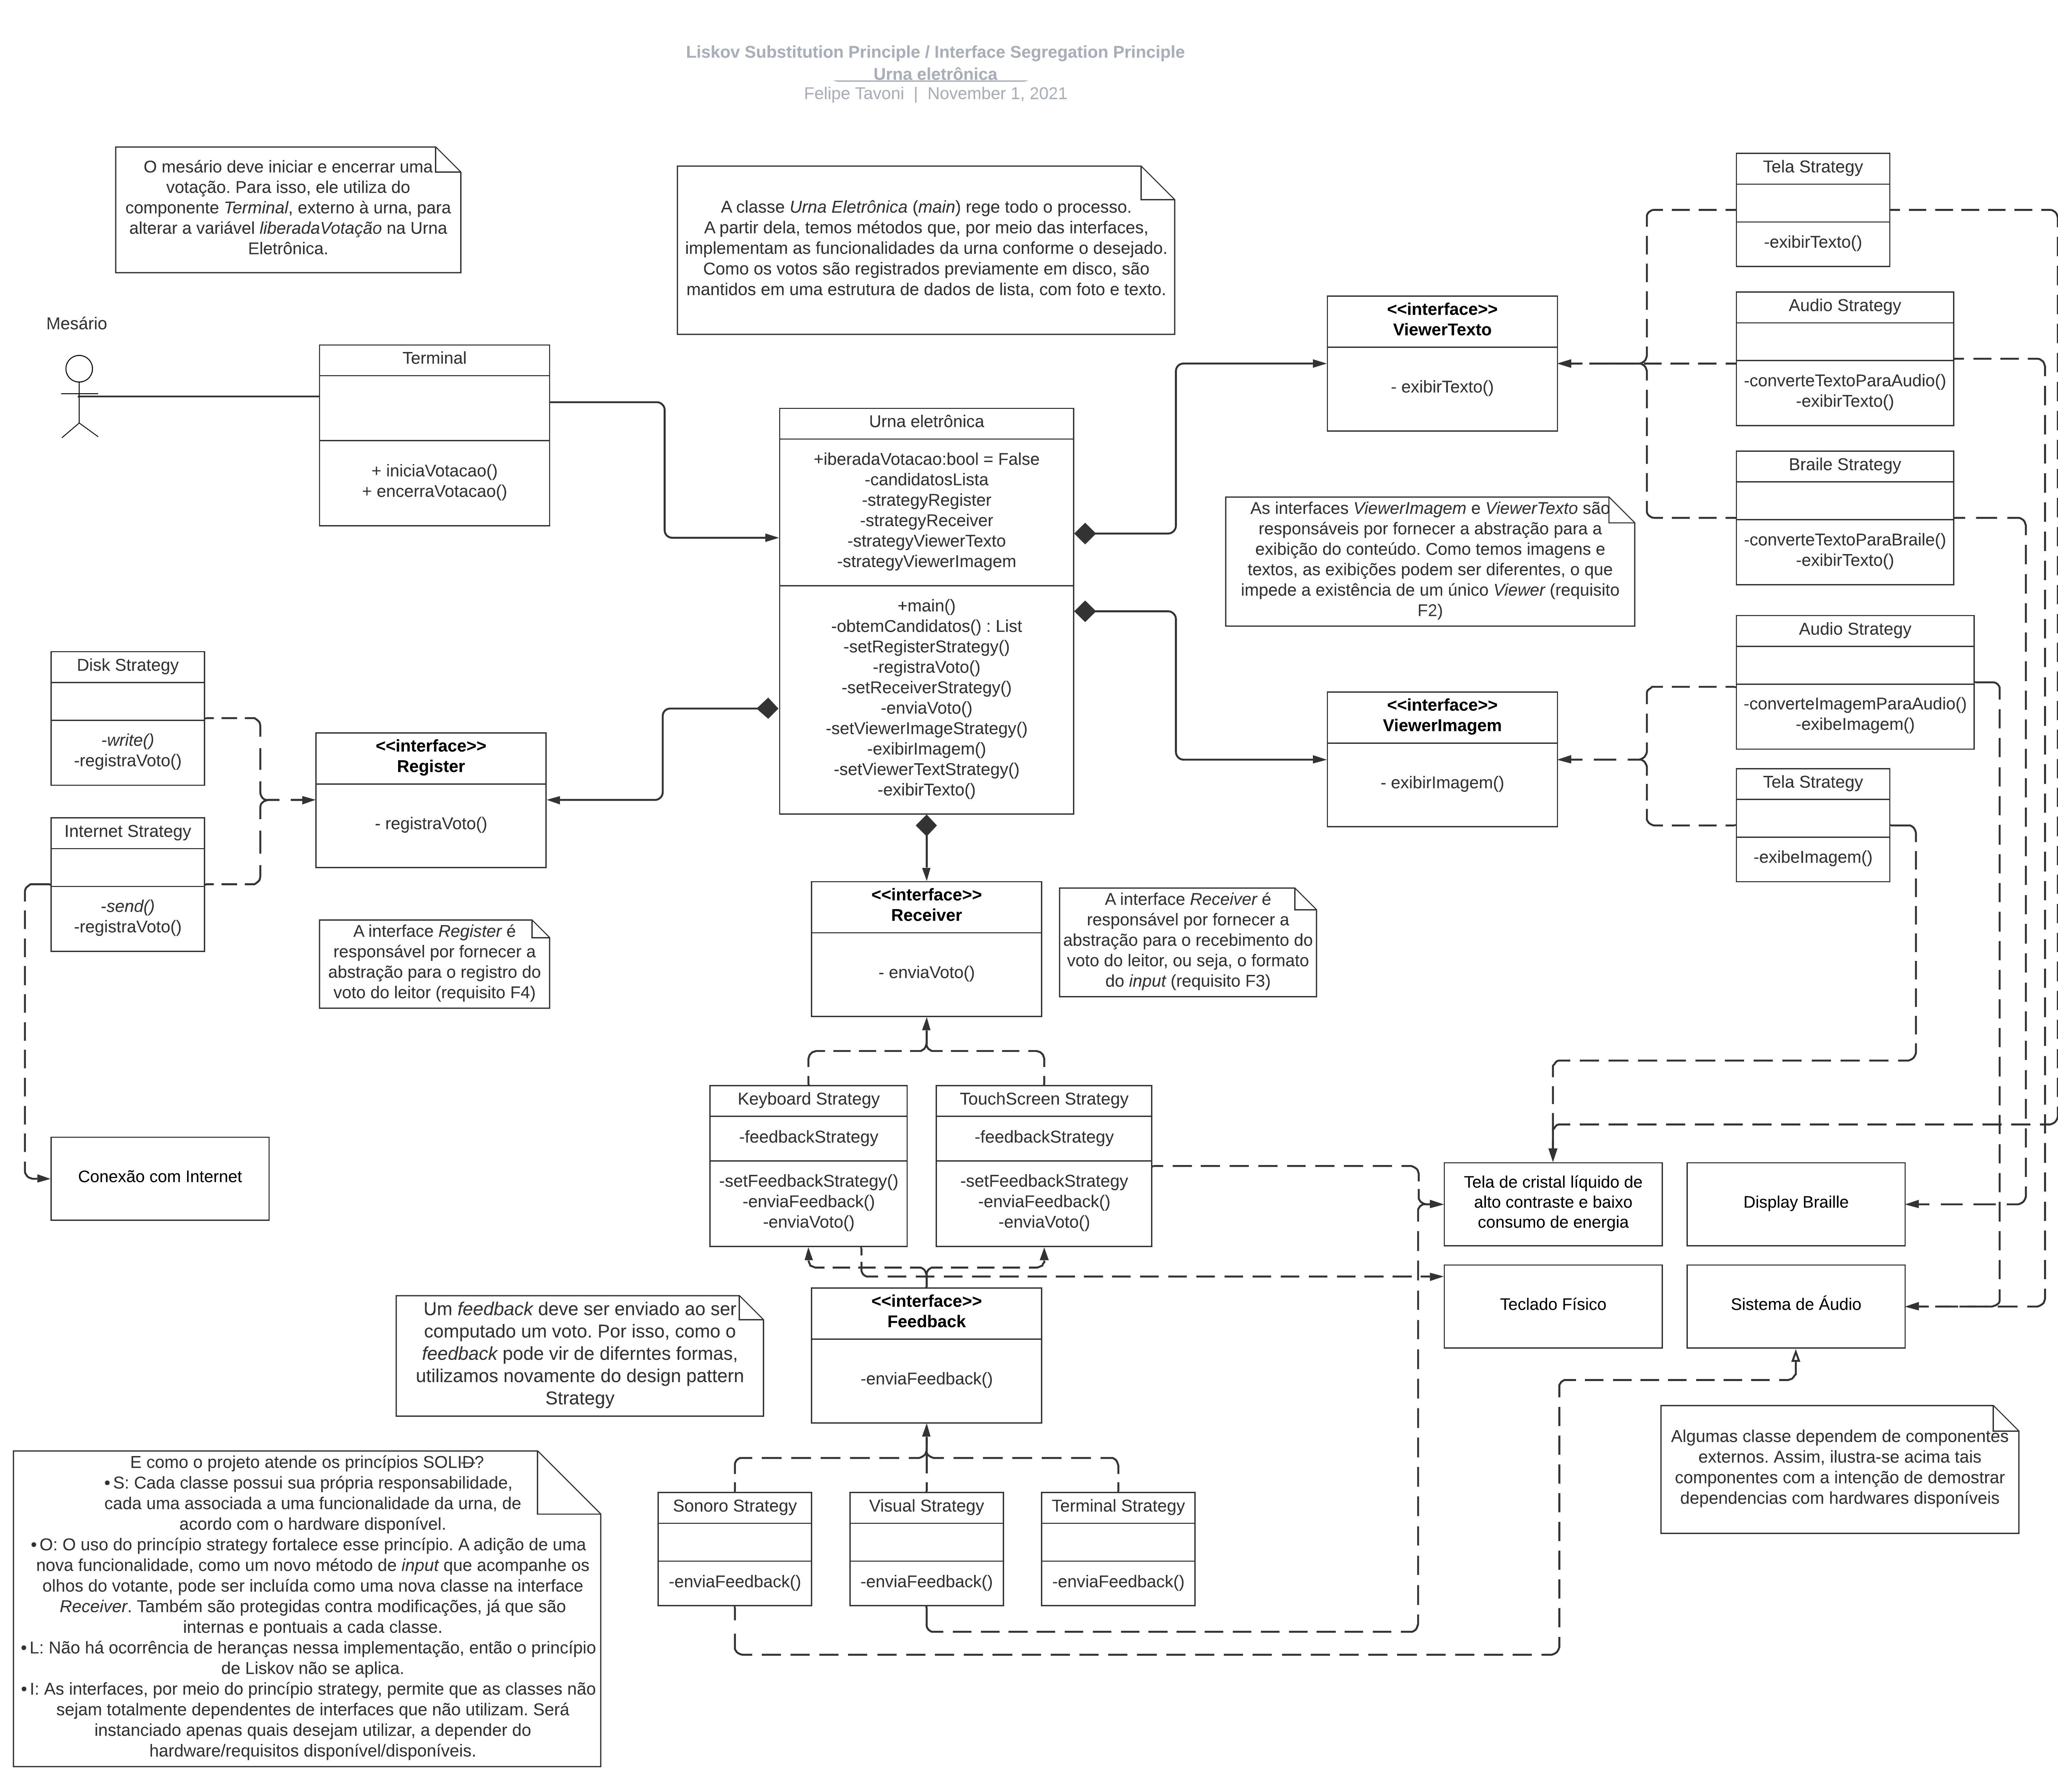 Liskov Substitution Principle / Interface Segregation Principle
Urna eletrônica
Felipe Tavoni | November 1, 2021
O mesário deve iniciar e encerrar uma
votação. Para isso, ele utiliza do
componente Terminal, externo à urna, para
alterar a variável liberadaVotação na Urna
Eletrônica.
A classe Urna Eletrônica (main) rege todo o processo.
A partir dela, temos métodos que, por meio das interfaces,
implementam as funcionalidades da urna conforme o desejado.
Como os votos são registrados previamente em disco, são
mantidos em uma estrutura de dados de lista, com foto e texto.
Tela Strategy
-exibirTexto()
Audio Strategy
-converteTextoParaAudio()
-exibirTexto()
Braile Strategy
-converteTextoParaBraile()
-exibirTexto()
<<interface>>
ViewerTexto
- exibirTexto()
Mesário
Terminal
+ iniciaVotacao()
+ encerraVotacao()
Urna eletrônica
+iberadaVotacao:bool = False
-candidatosLista
-strategyRegister
-strategyReceiver
-strategyViewerTexto
-strategyViewerImagem
+main()
-obtemCandidatos() : List
-setRegisterStrategy()
-registraVoto()
-setReceiverStrategy()
-enviaVoto()
-setViewerImageStrategy()
-exibirImagem()
-setViewerTextStrategy()
-exibirTexto()
As interfaces ViewerImagem e ViewerTexto são
responsáveis por fornecer a abstração para a
exibição do conteúdo. Como temos imagens e
textos, as exibições podem ser diferentes, o que
impede a existência de um único Viewer (requisito
F2)
Audio Strategy
-converteImagemParaAudio()
-exibeImagem()
Tela Strategy
-exibeImagem()
<<interface>>
ViewerImagem
- exibirImagem()
Disk Strategy
-write()
-registraVoto()
Internet Strategy
-send()
-registraVoto()
<<interface>>
Register
- registraVoto()
A interface Register é
responsável por fornecer a
abstração para o registro do
voto do leitor (requisito F4)
<<interface>>
Receiver
- enviaVoto()
A interface Receiver é
responsável por fornecer a
abstração para o recebimento do
voto do leitor, ou seja, o formato
do input (requisito F3)
Keyboard Strategy
-feedbackStrategy
-setFeedbackStrategy()
-enviaFeedback()
-enviaVoto()
TouchScreen Strategy
-feedbackStrategy
-setFeedbackStrategy
-enviaFeedback()
-enviaVoto()
Conexão com Internet
Tela de cristal líquido de
alto contraste e baixo
consumo de energia
Display Braille
Teclado Físico
Sistema de Áudio
<<interface>>
Feedback
-enviaFeedback()
Um feedback deve ser enviado ao ser
computado um voto. Por isso, como o
feedback pode vir de diferntes formas,
utilizamos novamente do design pattern
Strategy
Algumas classe dependem de componentes
externos. Assim, ilustra-se acima tais
componentes com a intenção de demostrar
dependencias com hardwares disponíveis
E como o projeto atende os princípios SOLID?
•S: Cada classe possui sua própria responsabilidade,
cada uma associada a uma funcionalidade da urna, de
acordo com o hardware disponível.
•O: O uso do princípio strategy fortalece esse princípio. A adição de uma
nova funcionalidade, como um novo método de input que acompanhe os
olhos do votante, pode ser incluída como uma nova classe na interface
Receiver. Também são protegidas contra modificações, já que são
internas e pontuais a cada classe.
•L: Não há ocorrência de heranças nessa implementação, então o princípio
de Liskov não se aplica.
•I: As interfaces, por meio do princípio strategy, permite que as classes não
sejam totalmente dependentes de interfaces que não utilizam. Será
instanciado apenas quais desejam utilizar, a depender do
hardware/requisitos disponível/disponíveis.
Sonoro Strategy
-enviaFeedback()
Visual Strategy
-enviaFeedback()
Terminal Strategy
-enviaFeedback()